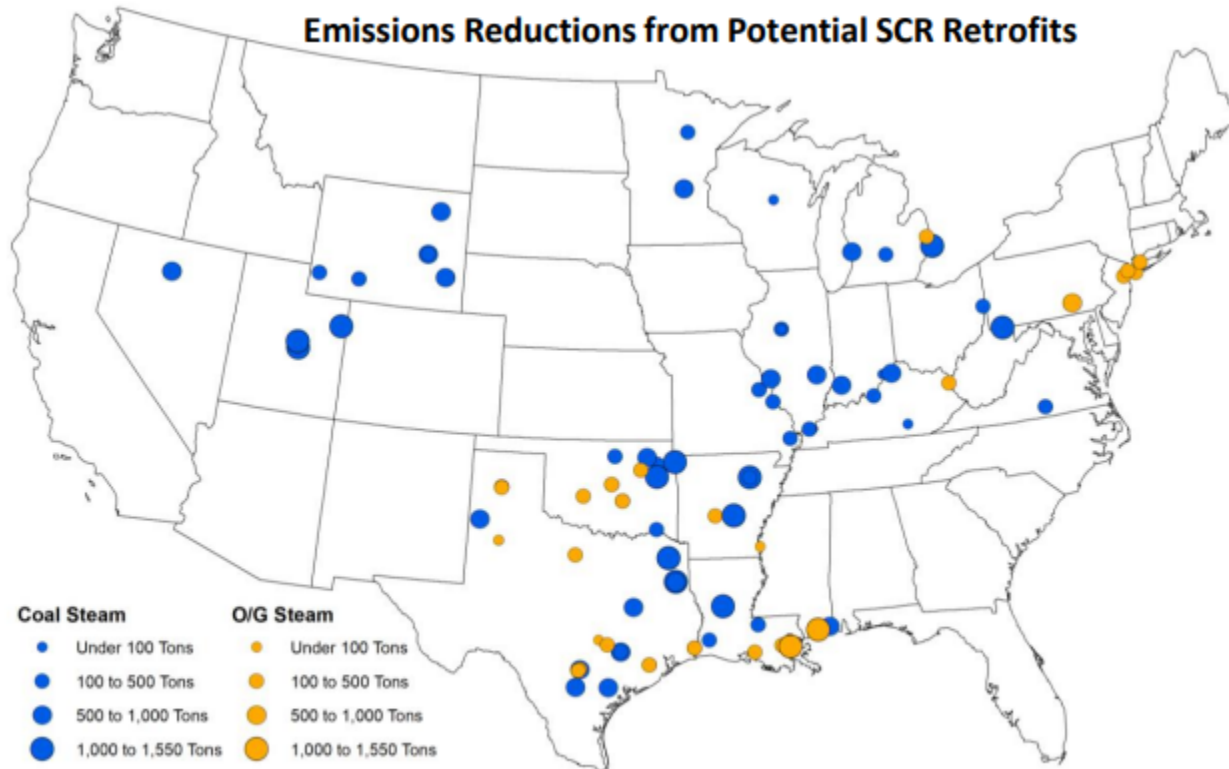 Emissions Reductions from Potential SCR Retrofits
Coal Steam
Under 100 Tons
100 to 500 Tons
500 to 1,000 Tons
1,000 to 1,550 Tons
O/G Steam
Under 100 Tons
100 to 500 Tons
500 to 1,000 Tons
1,000 to 1,550 Tons